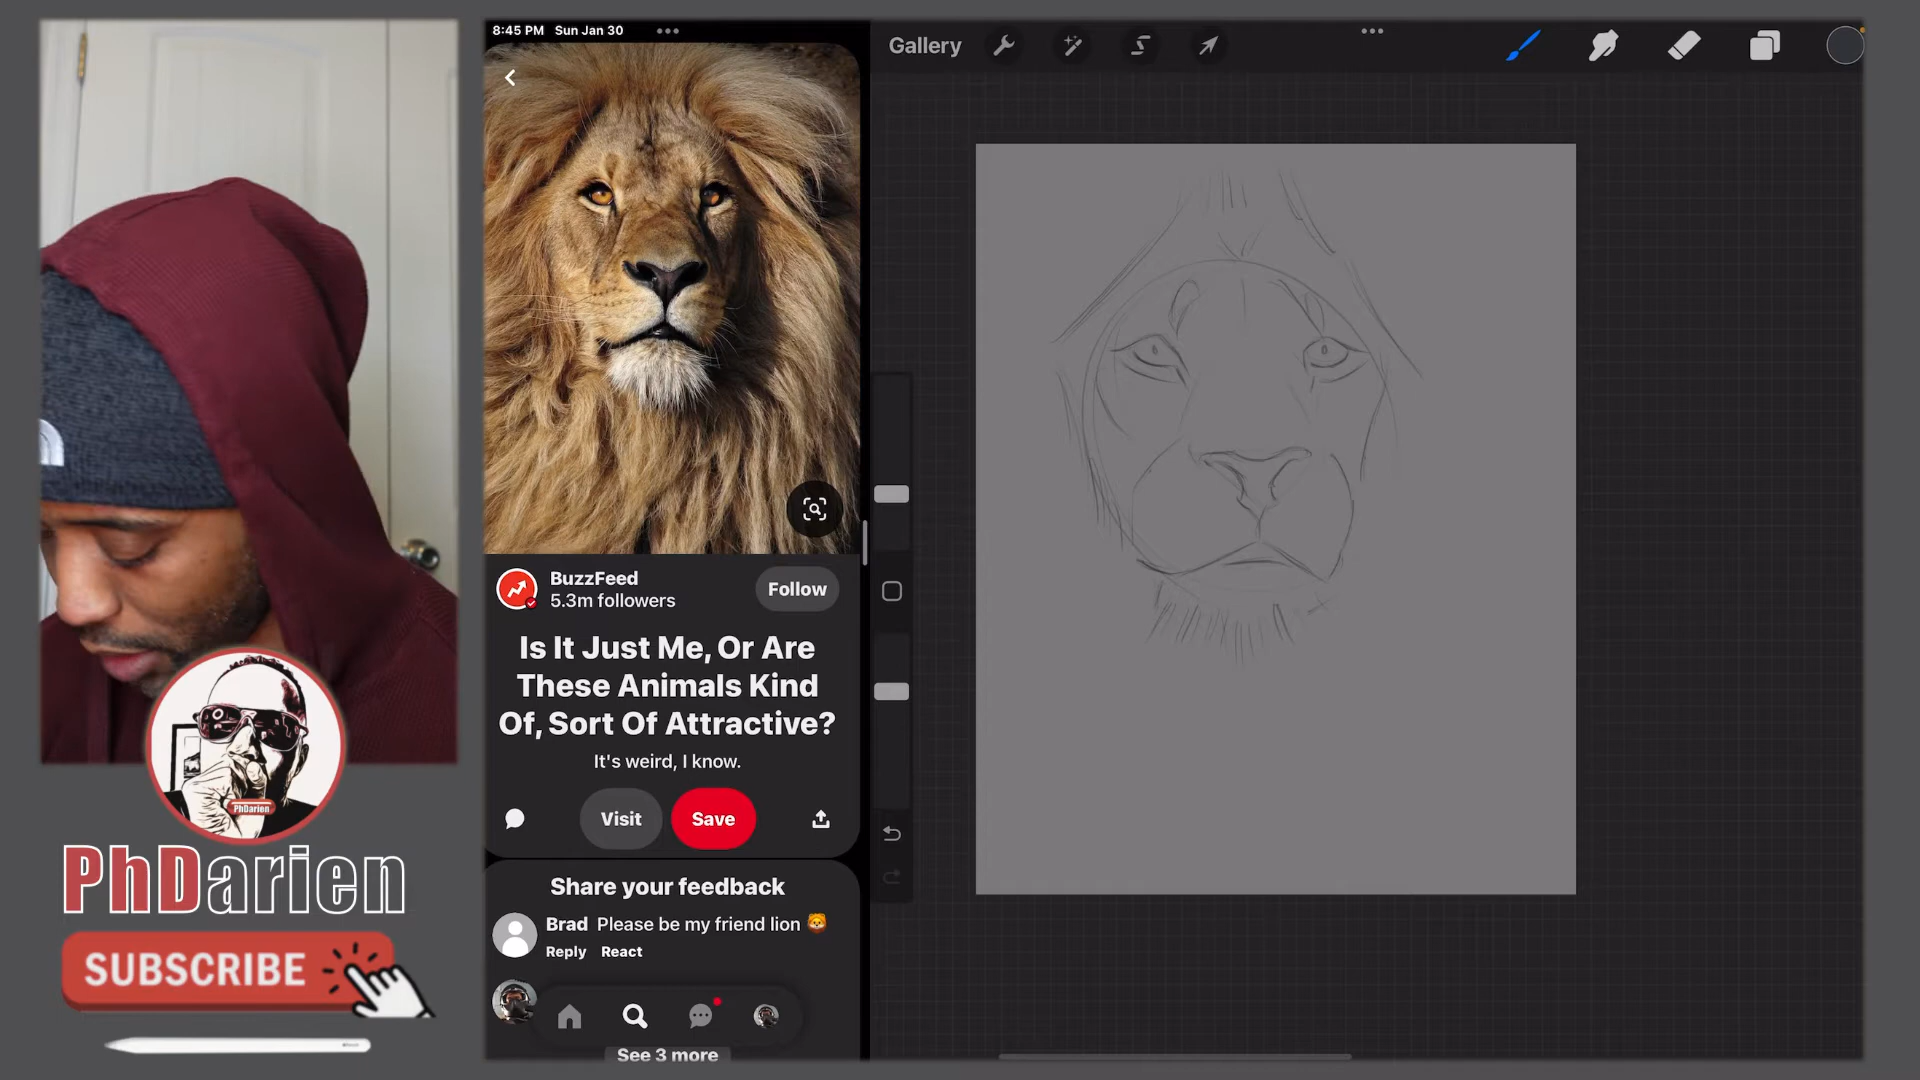 8:45 PM Sun Jan 30
Gallery
BuzzFeed
5.3m followers
Follow
Is It Just Me, Or Are
These Animals Kind
Of, Sort Of Attractive?
It's weird, I know.
Visit
Save
Share your feedback
Brad Please be my friend lion 🦁
Reply React
See 3 more
PhDarien
PhDarien
SUBSCRIBE